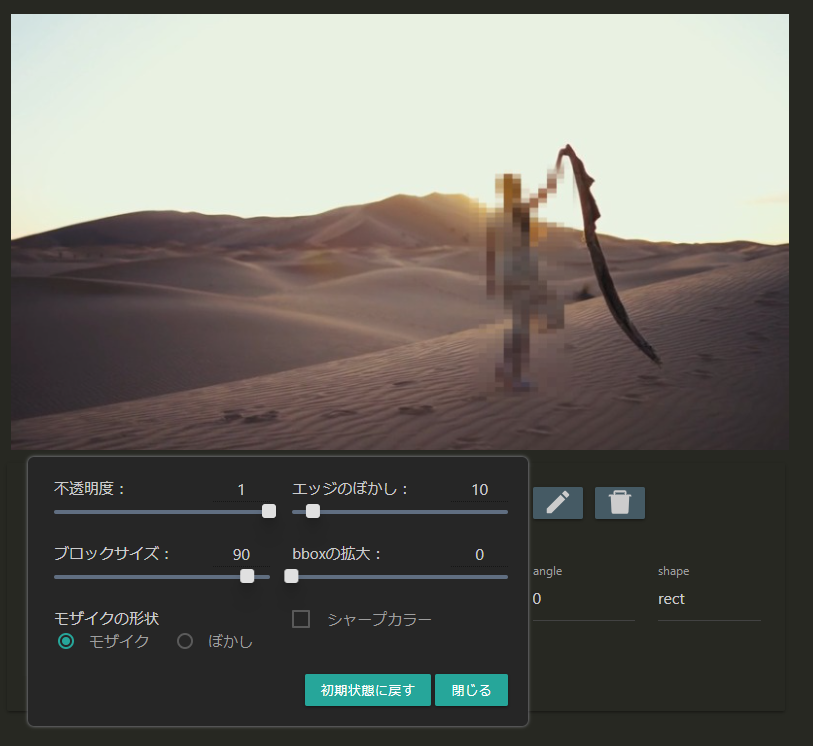 不透明度： 1 エッジのぼかし： 10
ブロックサイズ： 90 bboxの拡大： 0
angle shape
0 rect
モザイクの形状 シャープカラー
モザイク ぼかし
初期状態に戻す 閉じる